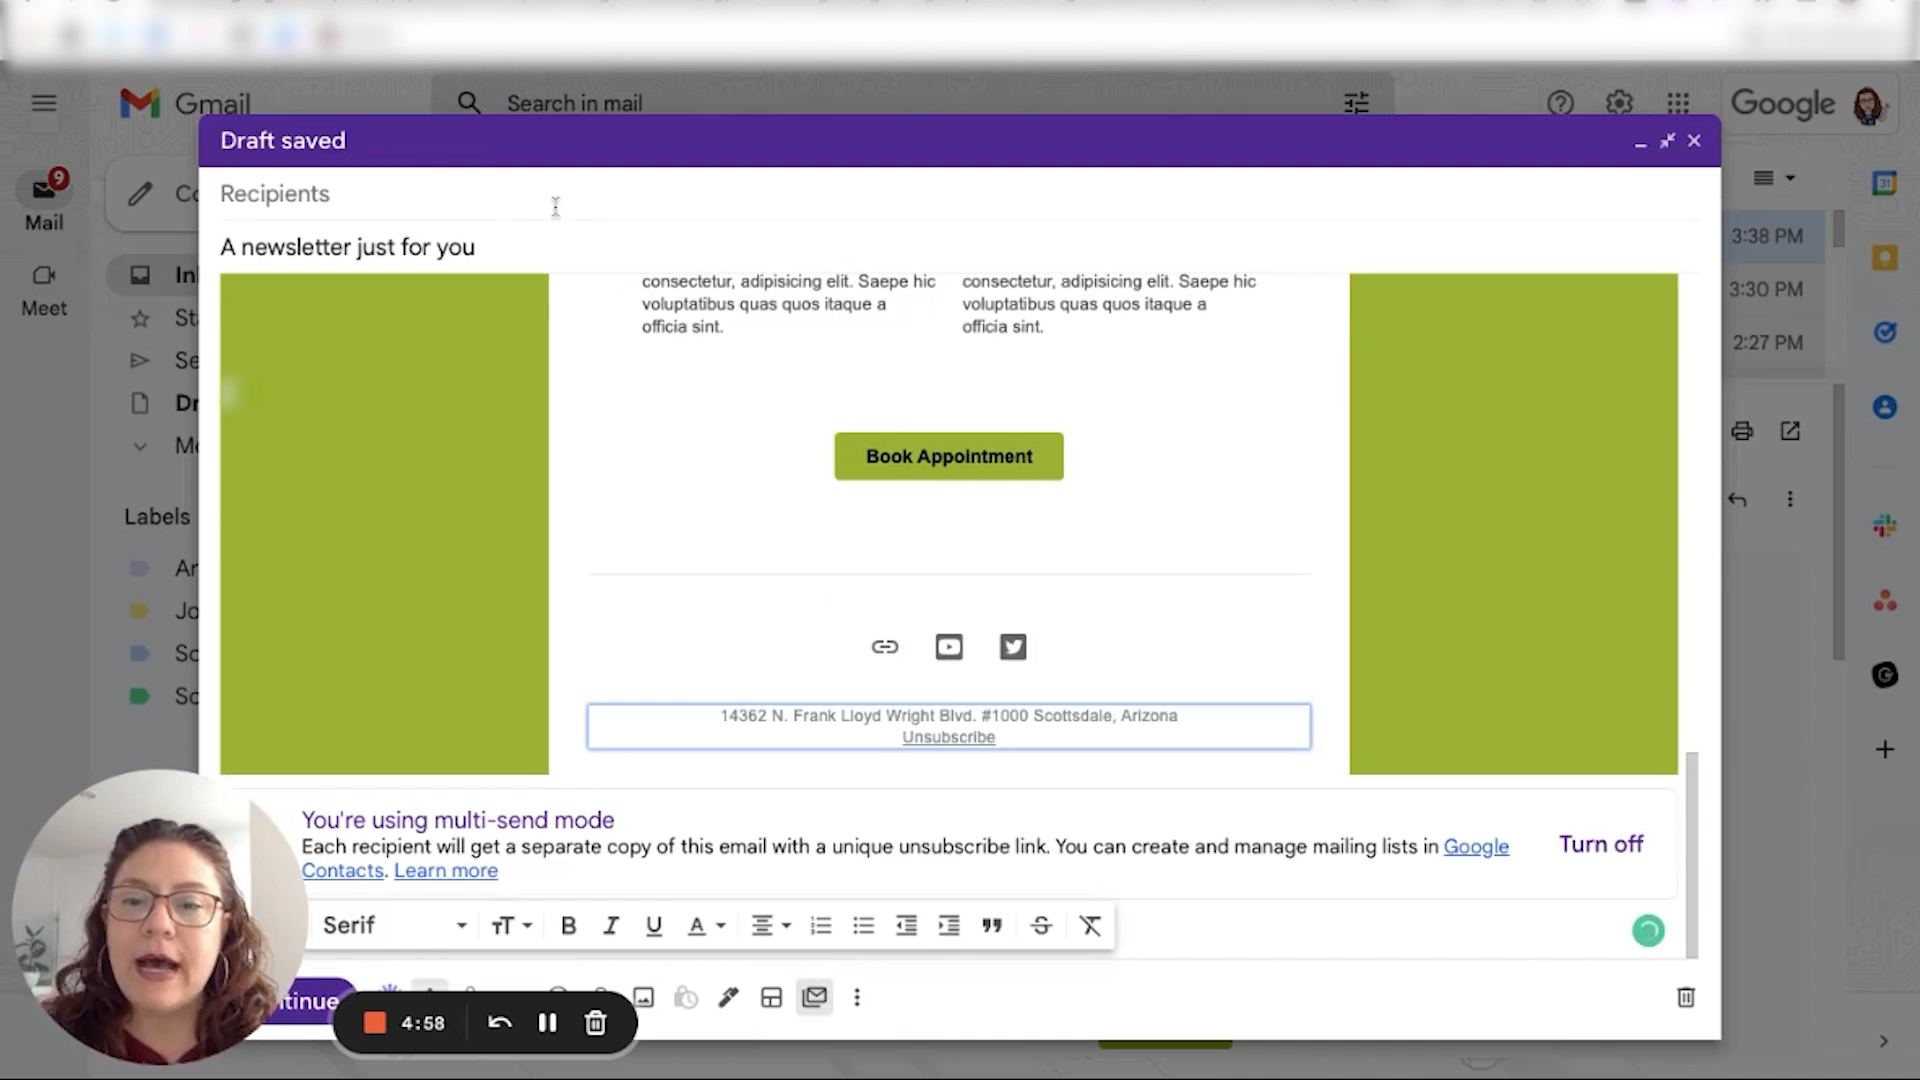 Gmail
Search in mail
Google
Draft saved
Recipients
A newsletter just for you
9
Mail
Meet
Labels
3:38 PM
3:30 PM
2:27 PM
31
consectetur, adipisicing elit. Saepe hic
voluptatibus quas quos itaque a
officia sint.
consectetur, adipisicing elit. Saepe hic
voluptatibus quas quos itaque a
officia sint.
Book Appointment
14362 N. Frank Lloyd Wright Blvd. #1000 Scottsdale, Arizona
Unsubscribe
You're using multi-send mode
Each recipient will get a separate copy of this email with a unique unsubscribe link. You can create and manage mailing lists in Google
Contacts. Learn more
Turn off
Serif
4:58